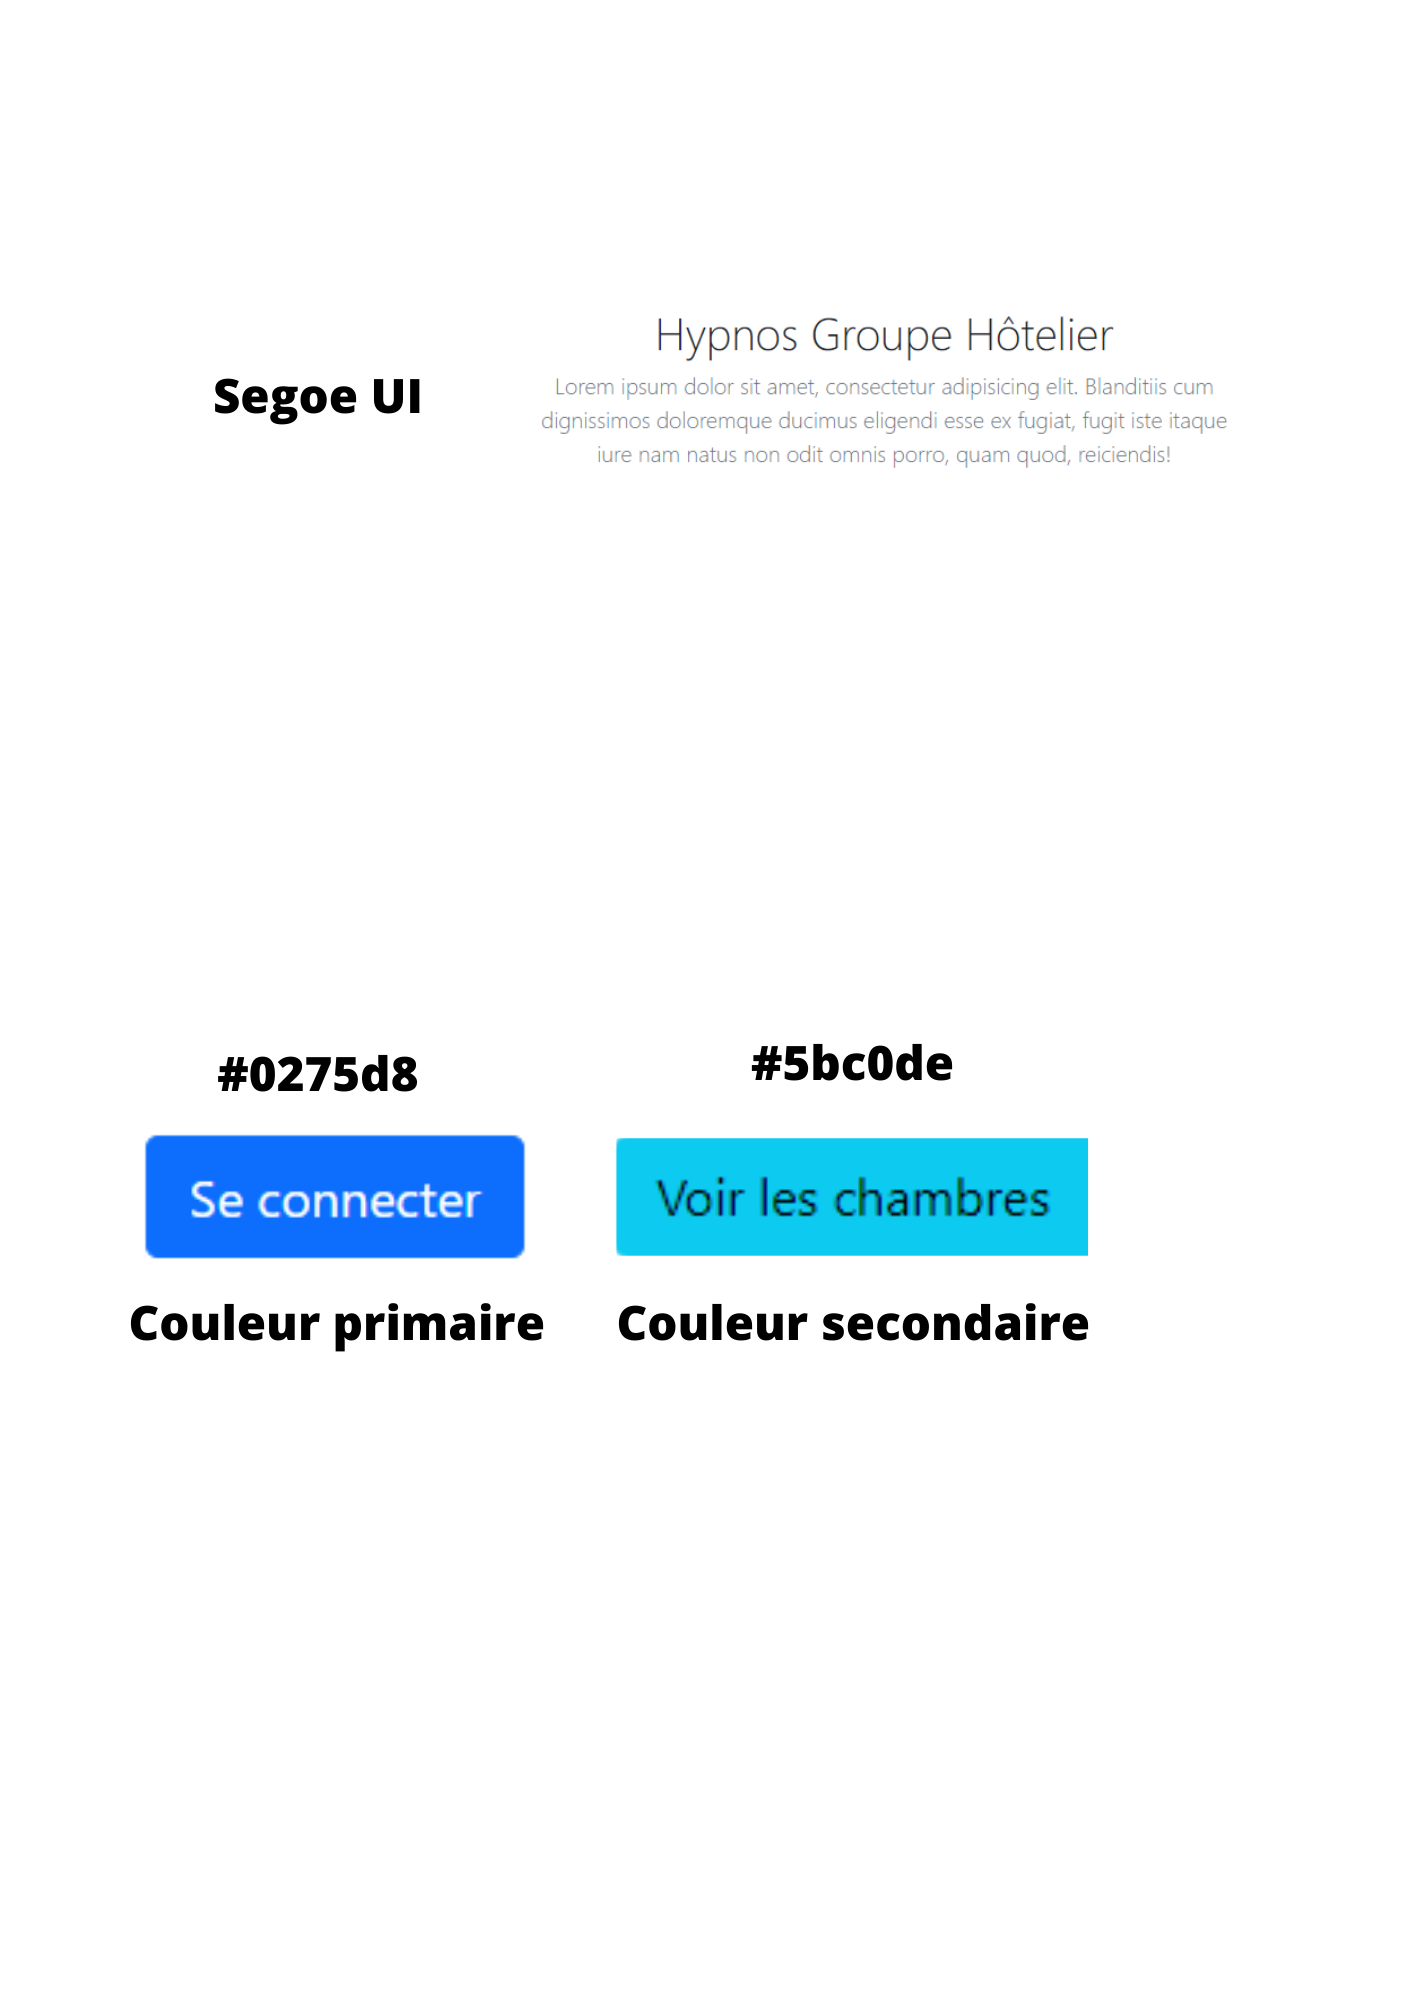 Segoe UI
Hypnos Groupe Hôtelier
Lorem ipsum dolor sit amet, consectetur adipisicing elit. Blanditiis cum
dignissimos doloremque ducimus eligendi esse ex fugiat, fugit iste itaque
iure nam natus non odit omnis porro, quam quod, reiciendis!
#0275d8
Se connecter
Couleur primaire
#5bc0de
Voir les chambres
Couleur secondaire